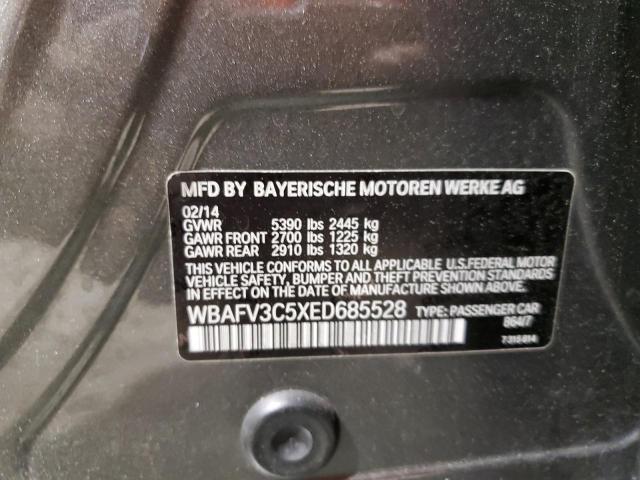 MFD BY BAYERISCHE MOTOREN WERKE AG
02/14
GVWR 5390 lbs 2445 kg
GAWR FRONT 2700 lbs 1225 kg
GAWR REAR 2910 lbs 1320 kg
THIS VEHICLE CONFORMS TO ALL APPLICABLE U.S.FEDERAL MOTOR
VEHICLE SAFETY, BUMPER AND THEFT PREVENTION STANDARDS
IN EFFECT ON THE DATE OF MANUFACTURE SHOWN ABOVE.
WBAFV3C5XED685528 TYPE: PASSENGER CAR